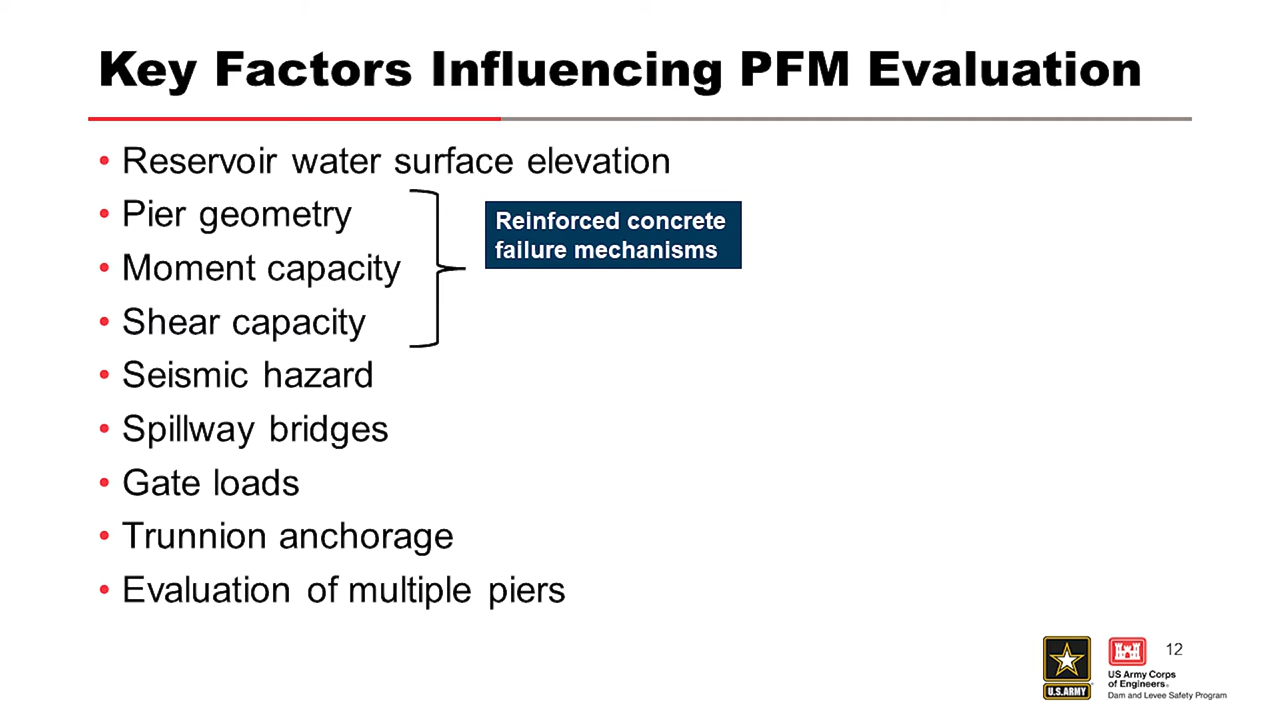 Key Factors Influencing PFM Evaluation
• Reservoir water surface elevation
• Pier geometry
• Moment capacity
• Shear capacity
Reinforced concrete
failure mechanisms
• Seismic hazard
• Spillway bridges
• Gate loads
• Trunnion anchorage
• Evaluation of multiple piers
U.S. ARMY
US Army Corps
of Engineers®
Dam and Levee Safety Program
12